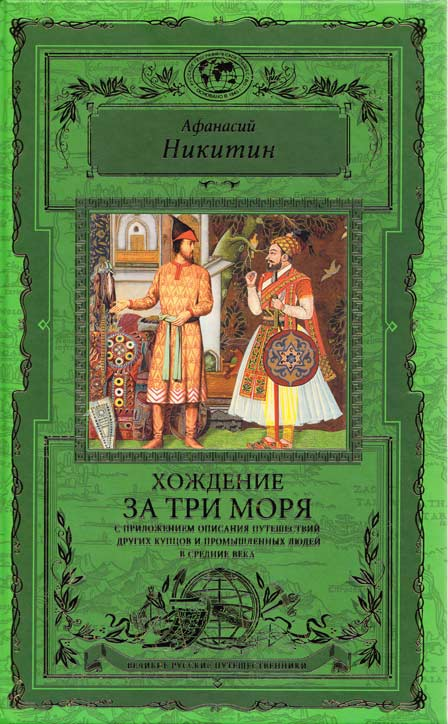 Афанасий
Никитин
ХОЖДЕНИЕ
ЗА ТРИ МОРЯ
С ПРИЛОЖЕНИЕМ ОПИСАНИЯ ПУТЕШЕСТВИЙ
ДРУГИХ КУПЦОВ И ПРОМЫШЛЕННЫХ ЛЮДЕЙ
В СРЕДНИЕ ВЕКА
ВЕЛИКИЕ РУССКИЕ ПУТЕШЕСТВЕННИКИ